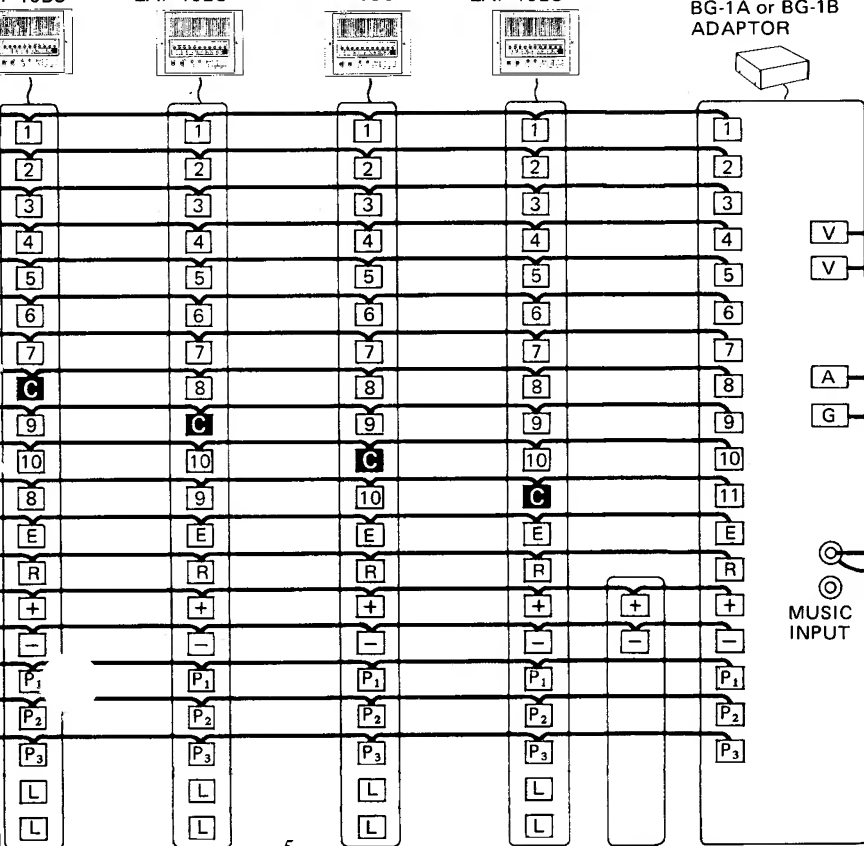 BG-1A or BG-1B
ADAPTOR
1 1 1 1 1
2 2 2 2 2
3 3 3 3 3
4 4 4 4 4 V
5 5 5 5 5 V
6 6 6 6 6
7 7 7 7 7
C 8 8 8 8 A
9 C 9 9 9 G
10 10 C 10 10
8 9 10 C 11
E E E E E
R R R R R
+ + + + + +
− − − − − −
MUSIC
INPUT
P₁ P₁ P₁ P₁ P₁
P₂ P₂ P₂ P₂ P₂
P₃ P₃ P₃ P₃ P₃
L L L L
L L L L